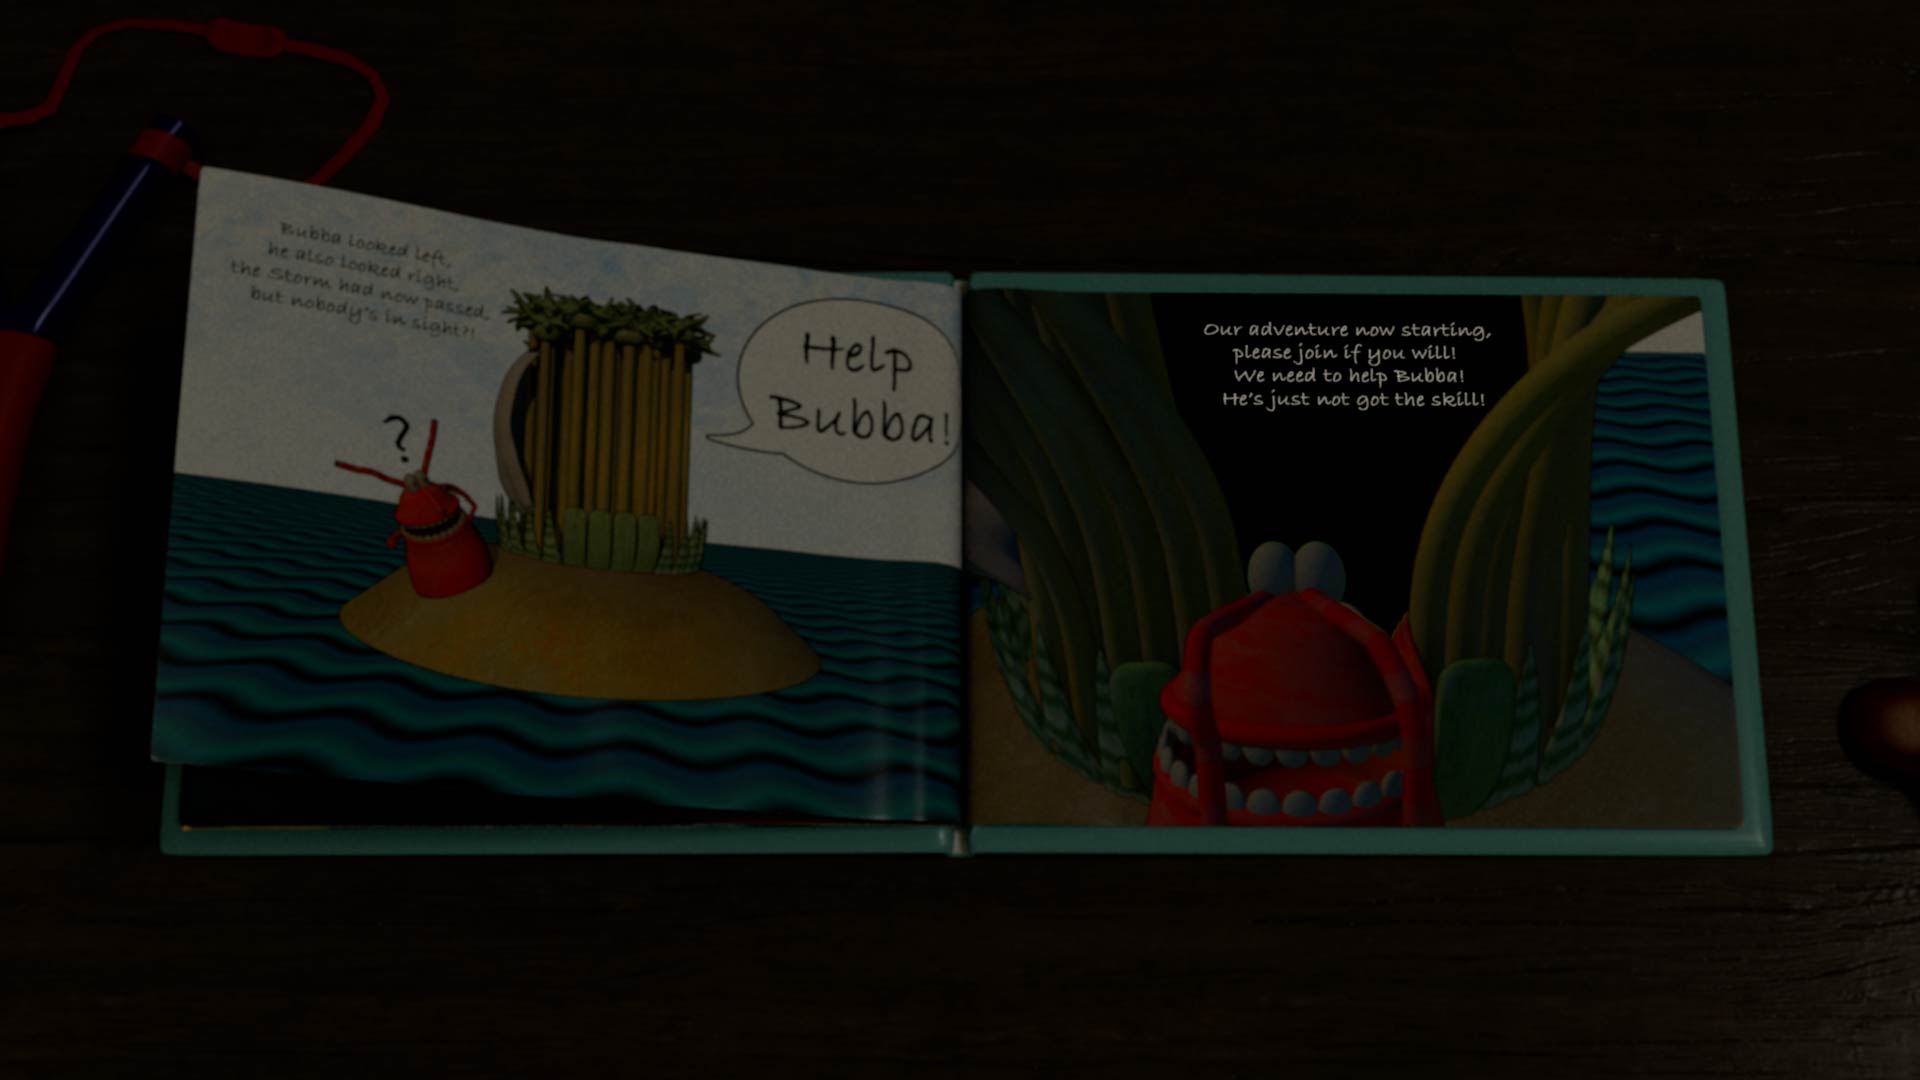 Bubba looked left,
he also looked right,
the Storm had now passed,
but nobody's in sight?!
?
Help
Bubba!
Our adventure now starting,
please join if you will!
We need to help Bubba!
He's just not got the skill!